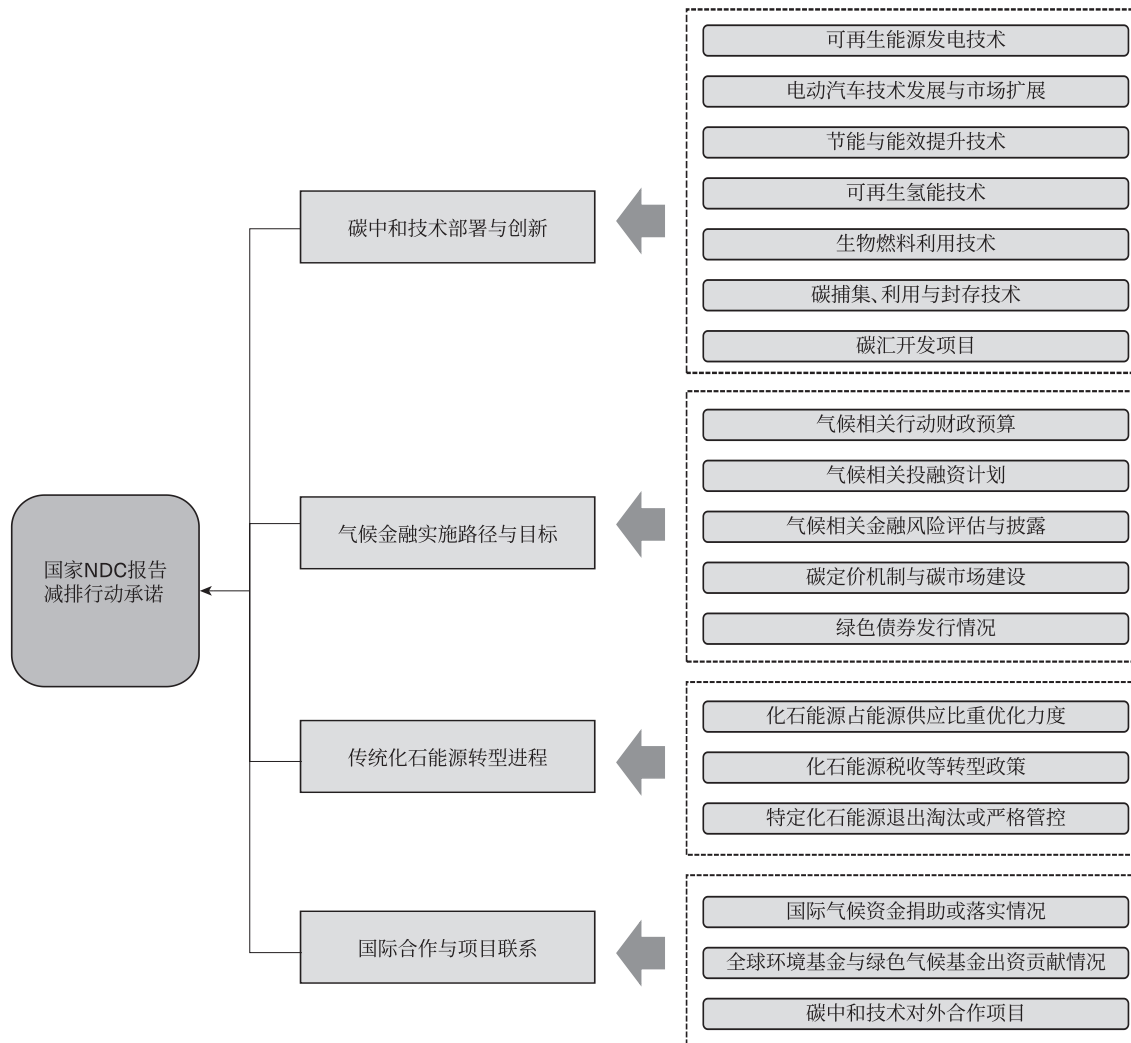 国家NDC报告
减排行动承诺
碳中和技术部署与创新
可再生能源发电技术
电动汽车技术发展与市场扩展
节能与能效提升技术
可再生氢能技术
生物燃料利用技术
碳捕集、利用与封存技术
碳汇开发项目
气候金融实施路径与目标
气候相关行动财政预算
气候相关投融资计划
气候相关金融风险评估与披露
碳定价机制与碳市场建设
绿色债券发行情况
传统化石能源转型进程
化石能源占能源供应比重优化力度
化石能源税收等转型政策
特定化石能源退出淘汰或严格管控
国际合作与项目联系
国际气候资金捐助或落实情况
全球环境基金与绿色气候基金出资贡献情况
碳中和技术对外合作项目